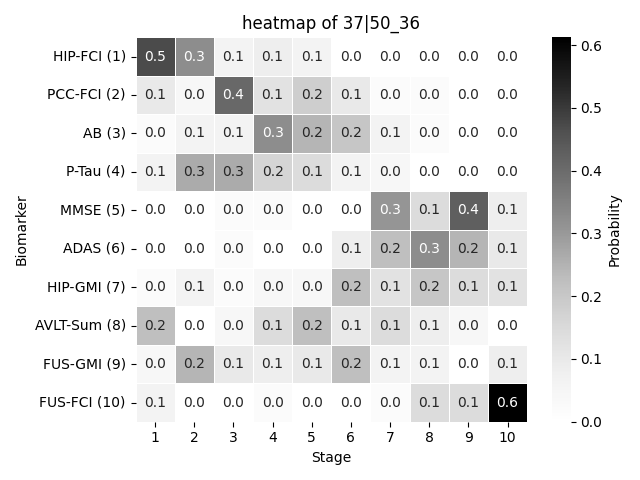 heatmap of 37|50_36
HIP-FCI (1) 0.5 0.3 0.1 0.1 0.1 0.0 0.0 0.0 0.0 0.0
PCC-FCI (2) 0.1 0.0 0.4 0.1 0.2 0.1 0.0 0.0 0.0 0.0
AB (3) 0.0 0.1 0.1 0.3 0.2 0.2 0.1 0.0 0.0 0.0
P-Tau (4) 0.1 0.3 0.3 0.2 0.1 0.1 0.0 0.0 0.0 0.0
MMSE (5) 0.0 0.0 0.0 0.0 0.0 0.0 0.3 0.1 0.4 0.1
ADAS (6) 0.0 0.0 0.0 0.0 0.0 0.1 0.2 0.3 0.2 0.1
HIP-GMI (7) 0.0 0.1 0.0 0.0 0.0 0.2 0.1 0.2 0.1 0.1
AVLT-Sum (8) 0.2 0.0 0.0 0.1 0.2 0.1 0.1 0.1 0.0 0.0
FUS-GMI (9) 0.0 0.2 0.1 0.1 0.1 0.2 0.1 0.1 0.0 0.1
FUS-FCI (10) 0.1 0.0 0.0 0.0 0.0 0.0 0.0 0.1 0.1 0.6
1 2 3 4 5 6 7 8 9 10
Stage
Biomarker
0.6
0.5
0.4
0.3
0.2
0.1
0.0
Probability